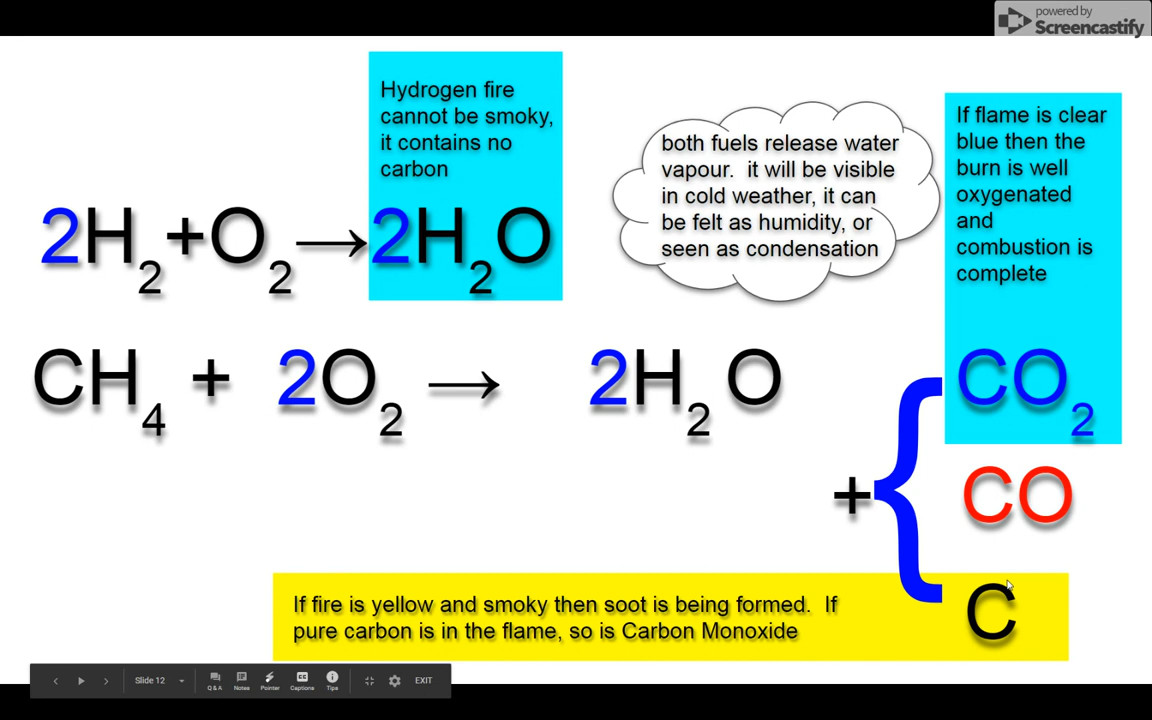 powered by
Screencastify
Hydrogen fire
cannot be smoky,
it contains no
carbon
2H2+O2→2H2O
both fuels release water
vapour. it will be visible
in cold weather, it can
be felt as humidity, or
seen as condensation
If flame is clear
blue then the
burn is well
oxygenated
and
combustion is
complete
CH4 + 2O2 → 2H2 O
+ {
CO2
CO
C
If fire is yellow and smoky then soot is being formed. If
pure carbon is in the flame, so is Carbon Monoxide
Slide 12
Q & A
Notes
Pointer
Captions
Tips
EXIT